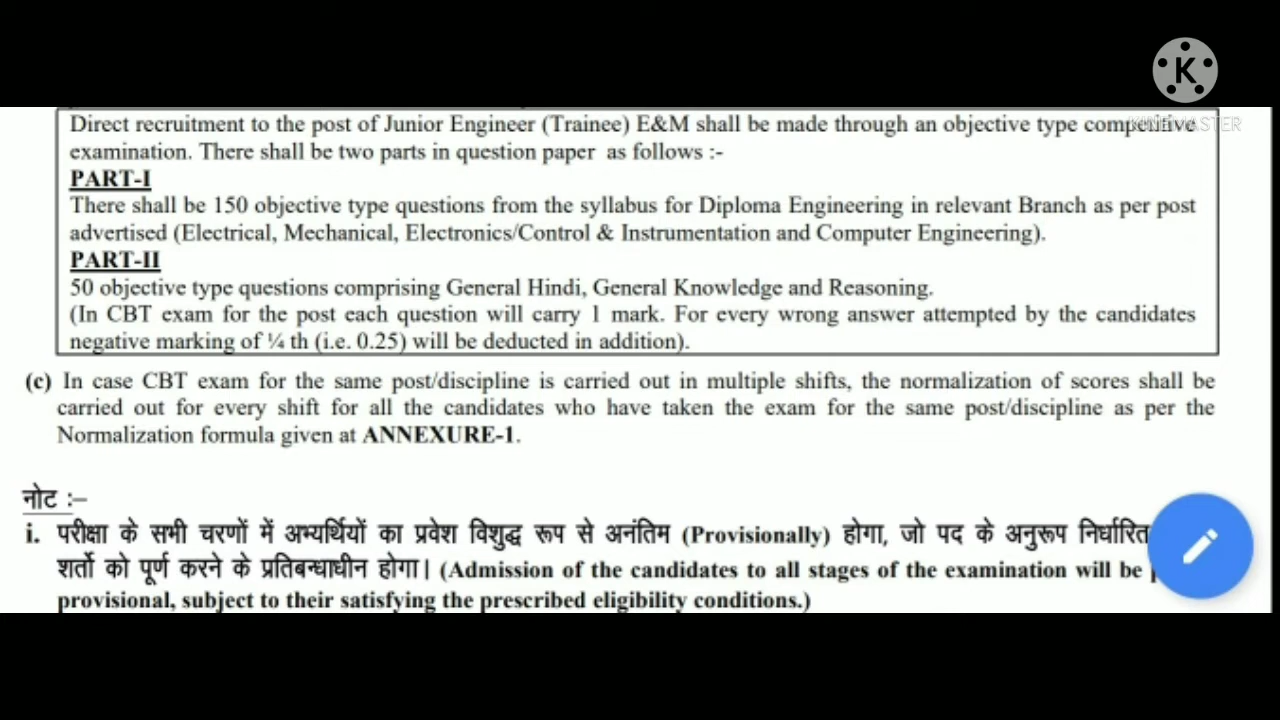 K
KINEMASTER
Direct recruitment to the post of Junior Engineer (Trainee) E&M shall be made through an objective type competitive
examination. There shall be two parts in question paper as follows :-
PART-I
There shall be 150 objective type questions from the syllabus for Diploma Engineering in relevant Branch as per post
advertised (Electrical, Mechanical, Electronics/Control & Instrumentation and Computer Engineering).
PART-II
50 objective type questions comprising General Hindi, General Knowledge and Reasoning.
(In CBT exam for the post each question will carry 1 mark. For every wrong answer attempted by the candidates
negative marking of ¼ th (i.e. 0.25) will be deducted in addition).
(c) In case CBT exam for the same post/discipline is carried out in multiple shifts, the normalization of scores shall be
carried out for every shift for all the candidates who have taken the exam for the same post/discipline as per the
Normalization formula given at ANNEXURE-1.
नोट :–
i. परीक्षा के सभी चरणों में अभ्यर्थियों का प्रवेश विशुद्ध रूप से अनंतिम (Provisionally) होगा, जो पद के अनुरूप निर्धारित
शर्तो को पूर्ण करने के प्रतिबन्धाधीन होगा| (Admission of the candidates to all stages of the examination will be
provisional, subject to their satisfying the prescribed eligibility conditions.)